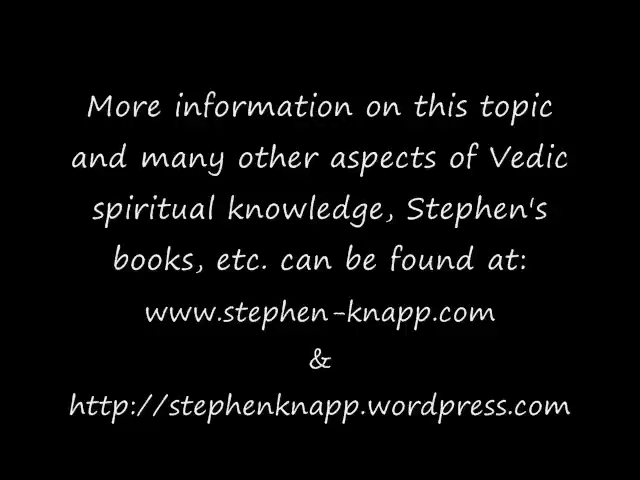 More information on this topic
and many other aspects of Vedic
spiritual knowledge, Stephen's
books, etc. can be found at:
www.stephen-knapp.com
&
http://stephenknapp.wordpress.com